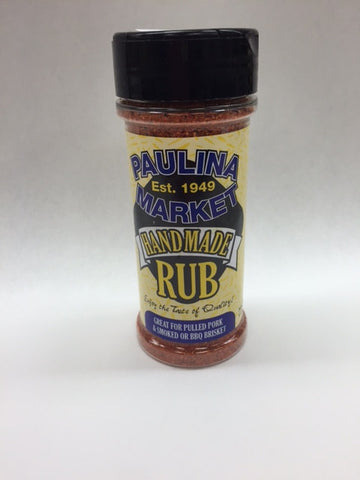 PAULINA
Est. 1949
MARKET
HANDMADE
RUB
Enjoy the Taste of Quality!
GREAT FOR PULLED PORK
& SMOKED OR BBQ BRISKET